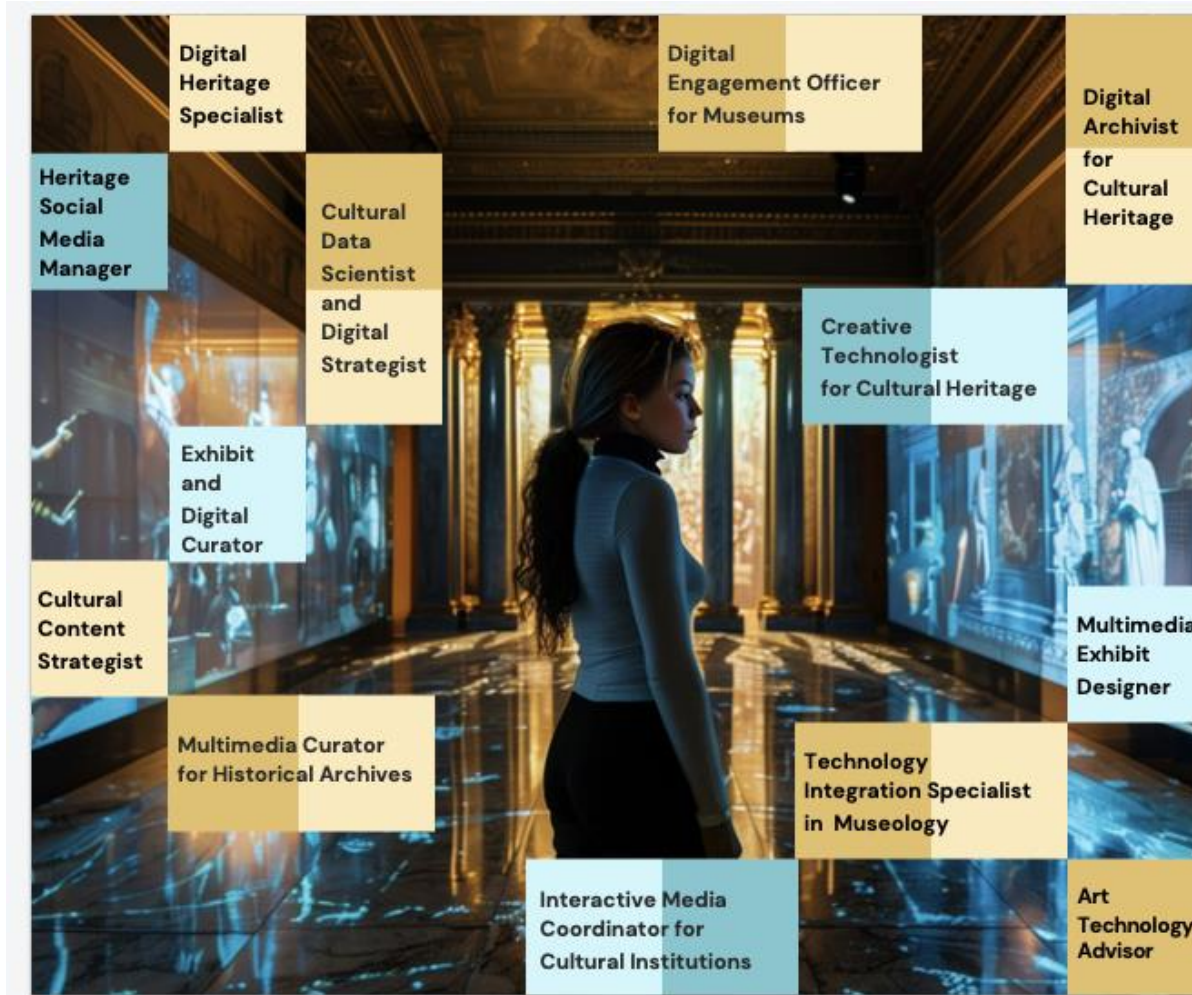 Digital
Heritage
Specialist
Digital
Engagement Officer
for Museums
Digital
Archivist
for
Cultural
Heritage
Heritage
Social
Media
Manager
Cultural
Data
Scientist
and
Digital
Strategist
Creative
Technologist
for Cultural Heritage
Exhibit
and
Digital
Curator
Cultural
Content
Strategist
Multimedia
Exhibit
Designer
Multimedia Curator
for Historical Archives
Technology
Integration Specialist
in Museology
Interactive Media
Coordinator for
Cultural Institutions
Art
Technology
Advisor